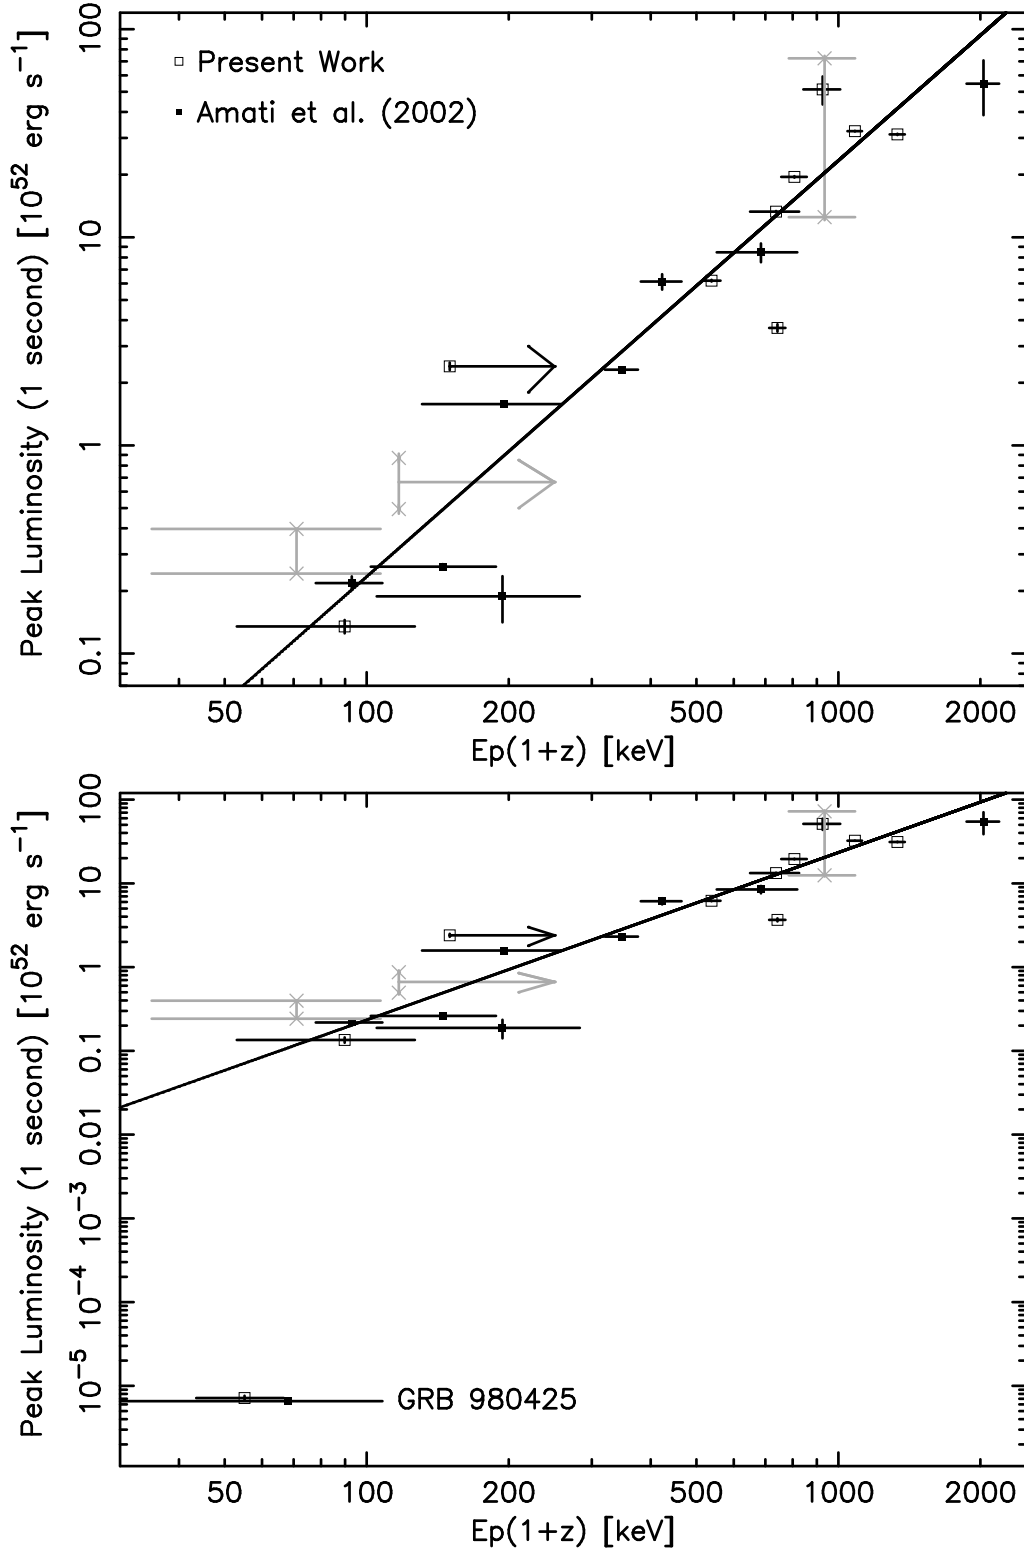 100
10
1
0.1
Peak Luminosity (1 second) [10^52 erg s^−1]
Present Work
Amati et al. (2002)
50 100 200 500 1000 2000
Ep(1+z) [keV]
100
10
1
0.1
0.01
10^−3
10^−4
10^−5
Peak Luminosity (1 second) [10^52 erg s^−1]
GRB 980425
50 100 200 500 1000 2000
Ep(1+z) [keV]